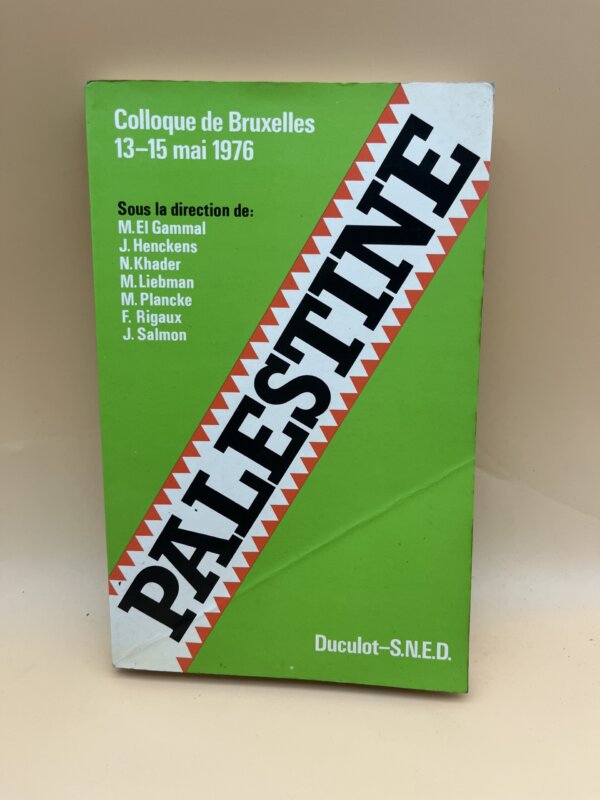 Colloque de Bruxelles
13–15 mai 1976
Sous la direction de:
M. El Gammal
J. Henckens
N. Khader
M. Liebman
M. Plancke
F. Rigaux
J. Salmon
PALESTINE
Duculot–S.N.E.D.